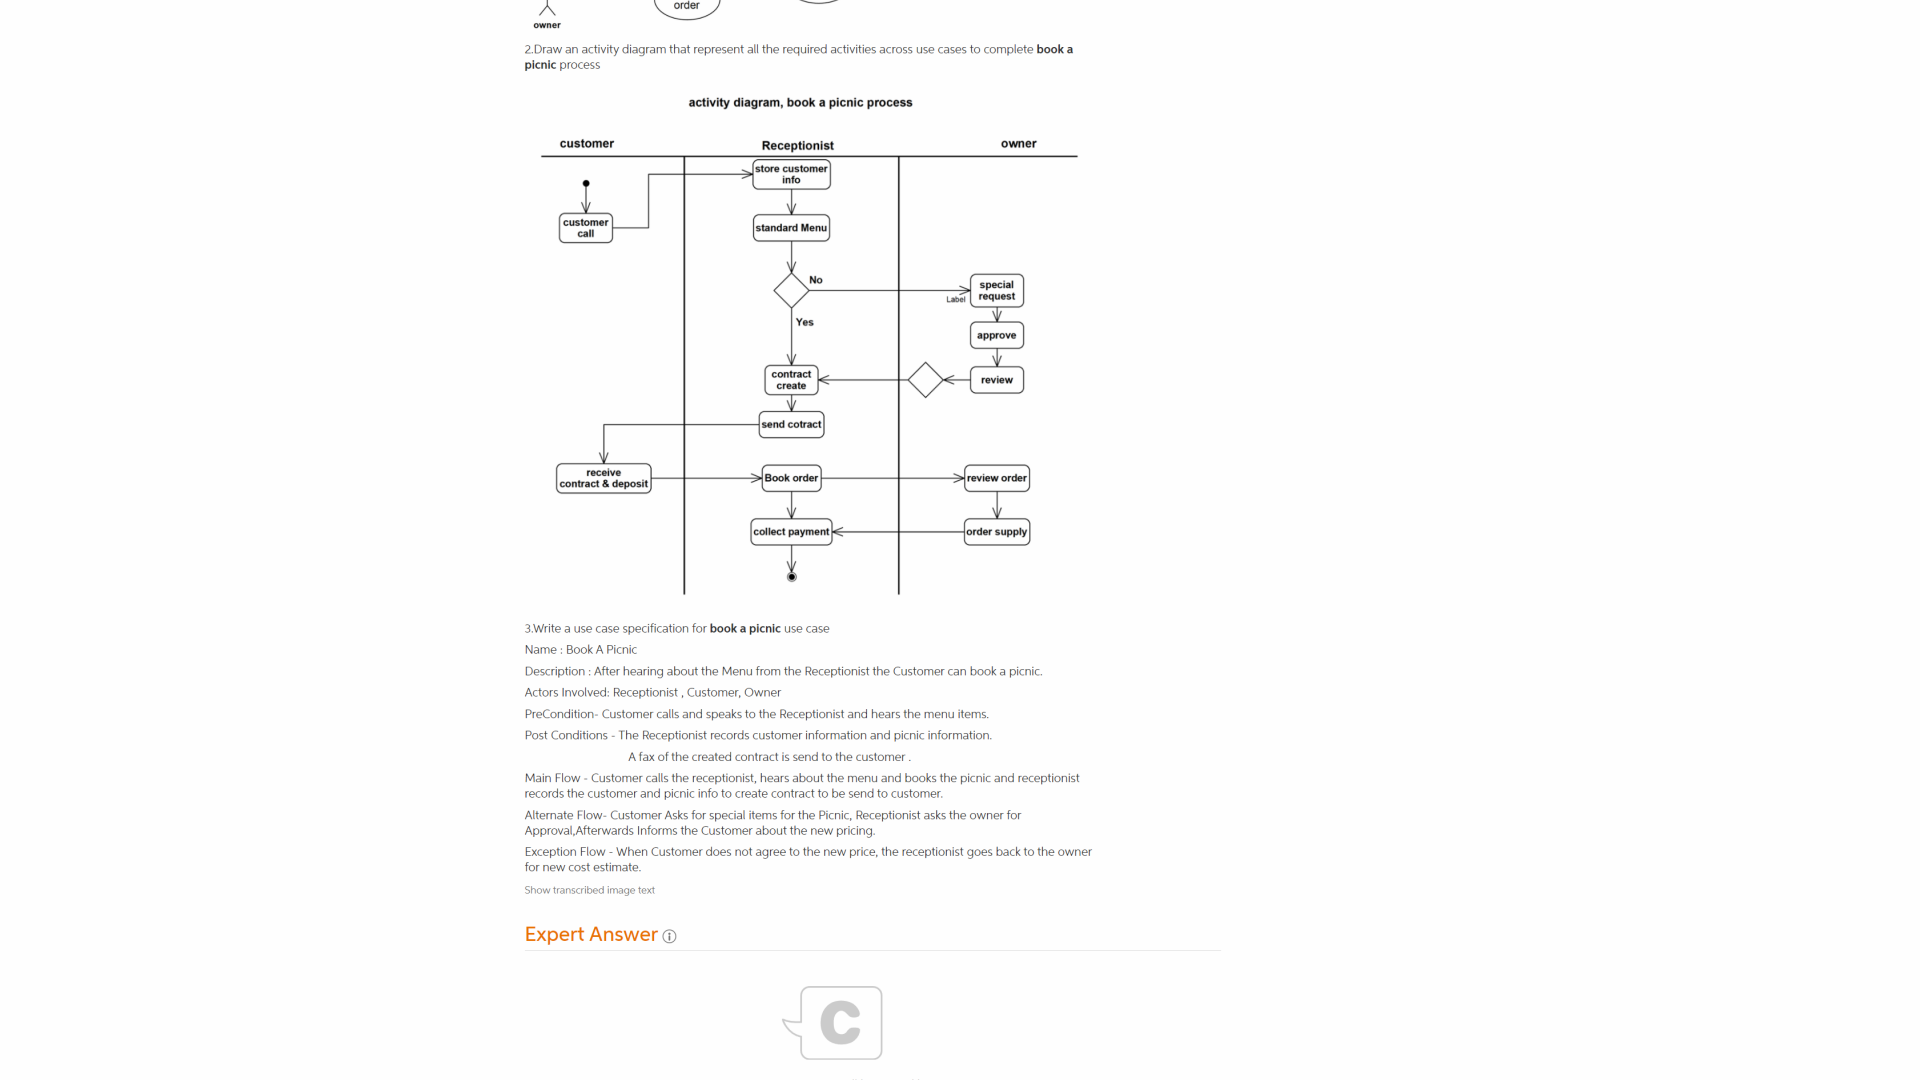 order
owner
2.Draw an activity diagram that represent all the required activities across use cases to complete book a
picnic process
activity diagram, book a picnic process
customer
Receptionist
owner
store customer
info
customer
call
standard Menu
No
Label
special
request
Yes
approve
contract
create
review
send cotract
receive
contract & deposit
Book order
review order
collect payment
order supply
3.Write a use case specification for book a picnic use case
Name : Book A Picnic
Description : After hearing about the Menu from the Receptionist the Customer can book a picnic.
Actors Involved: Receptionist , Customer, Owner
PreCondition- Customer calls and speaks to the Receptionist and hears the menu items.
Post Conditions - The Receptionist records customer information and picnic information.
A fax of the created contract is send to the customer .
Main Flow - Customer calls the receptionist, hears about the menu and books the picnic and receptionist
records the customer and picnic info to create contract to be send to customer.
Alternate Flow- Customer Asks for special items for the Picnic, Receptionist asks the owner for
Approval,Afterwards Informs the Customer about the new pricing.
Exception Flow - When Customer does not agree to the new price, the receptionist goes back to the owner
for new cost estimate.
Show transcribed image text
Expert Answer
C